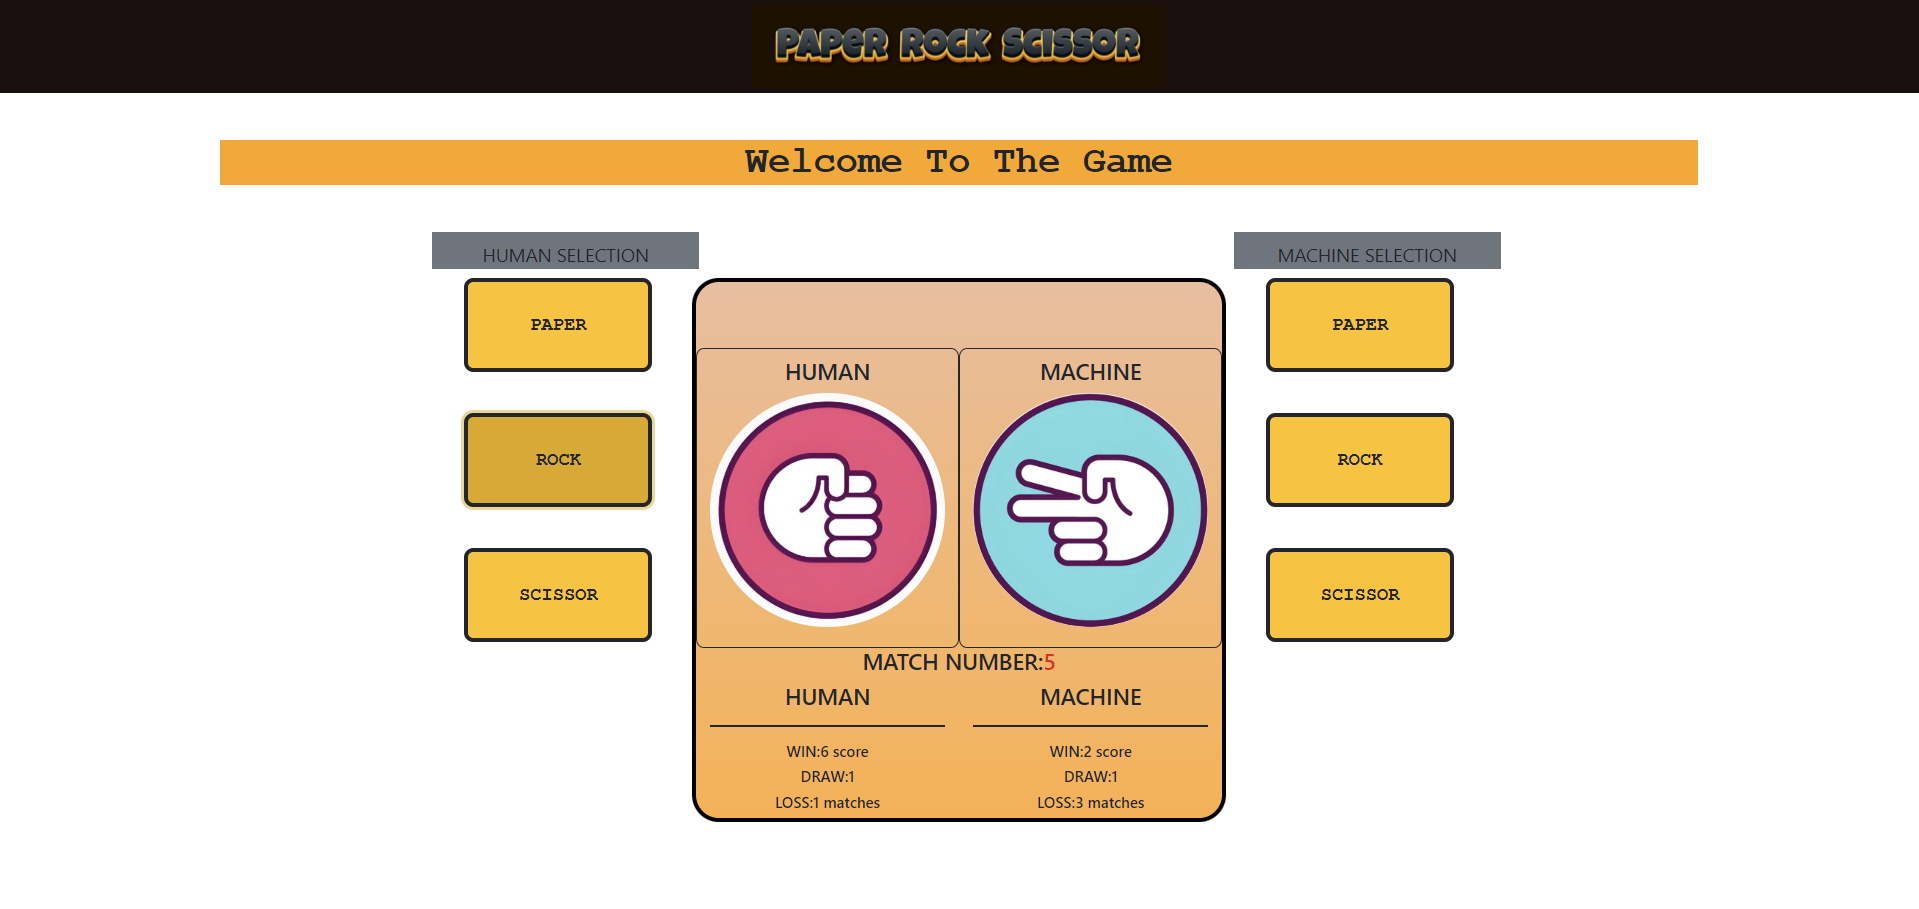 PAPER ROCK SCISSOR
Welcome To The Game
HUMAN SELECTION
PAPER
ROCK
SCISSOR
HUMAN
MACHINE
MATCH NUMBER:5
HUMAN
WIN:6 score
DRAW:1
LOSS:1 matches
MACHINE
WIN:2 score
DRAW:1
LOSS:3 matches
MACHINE SELECTION
PAPER
ROCK
SCISSOR